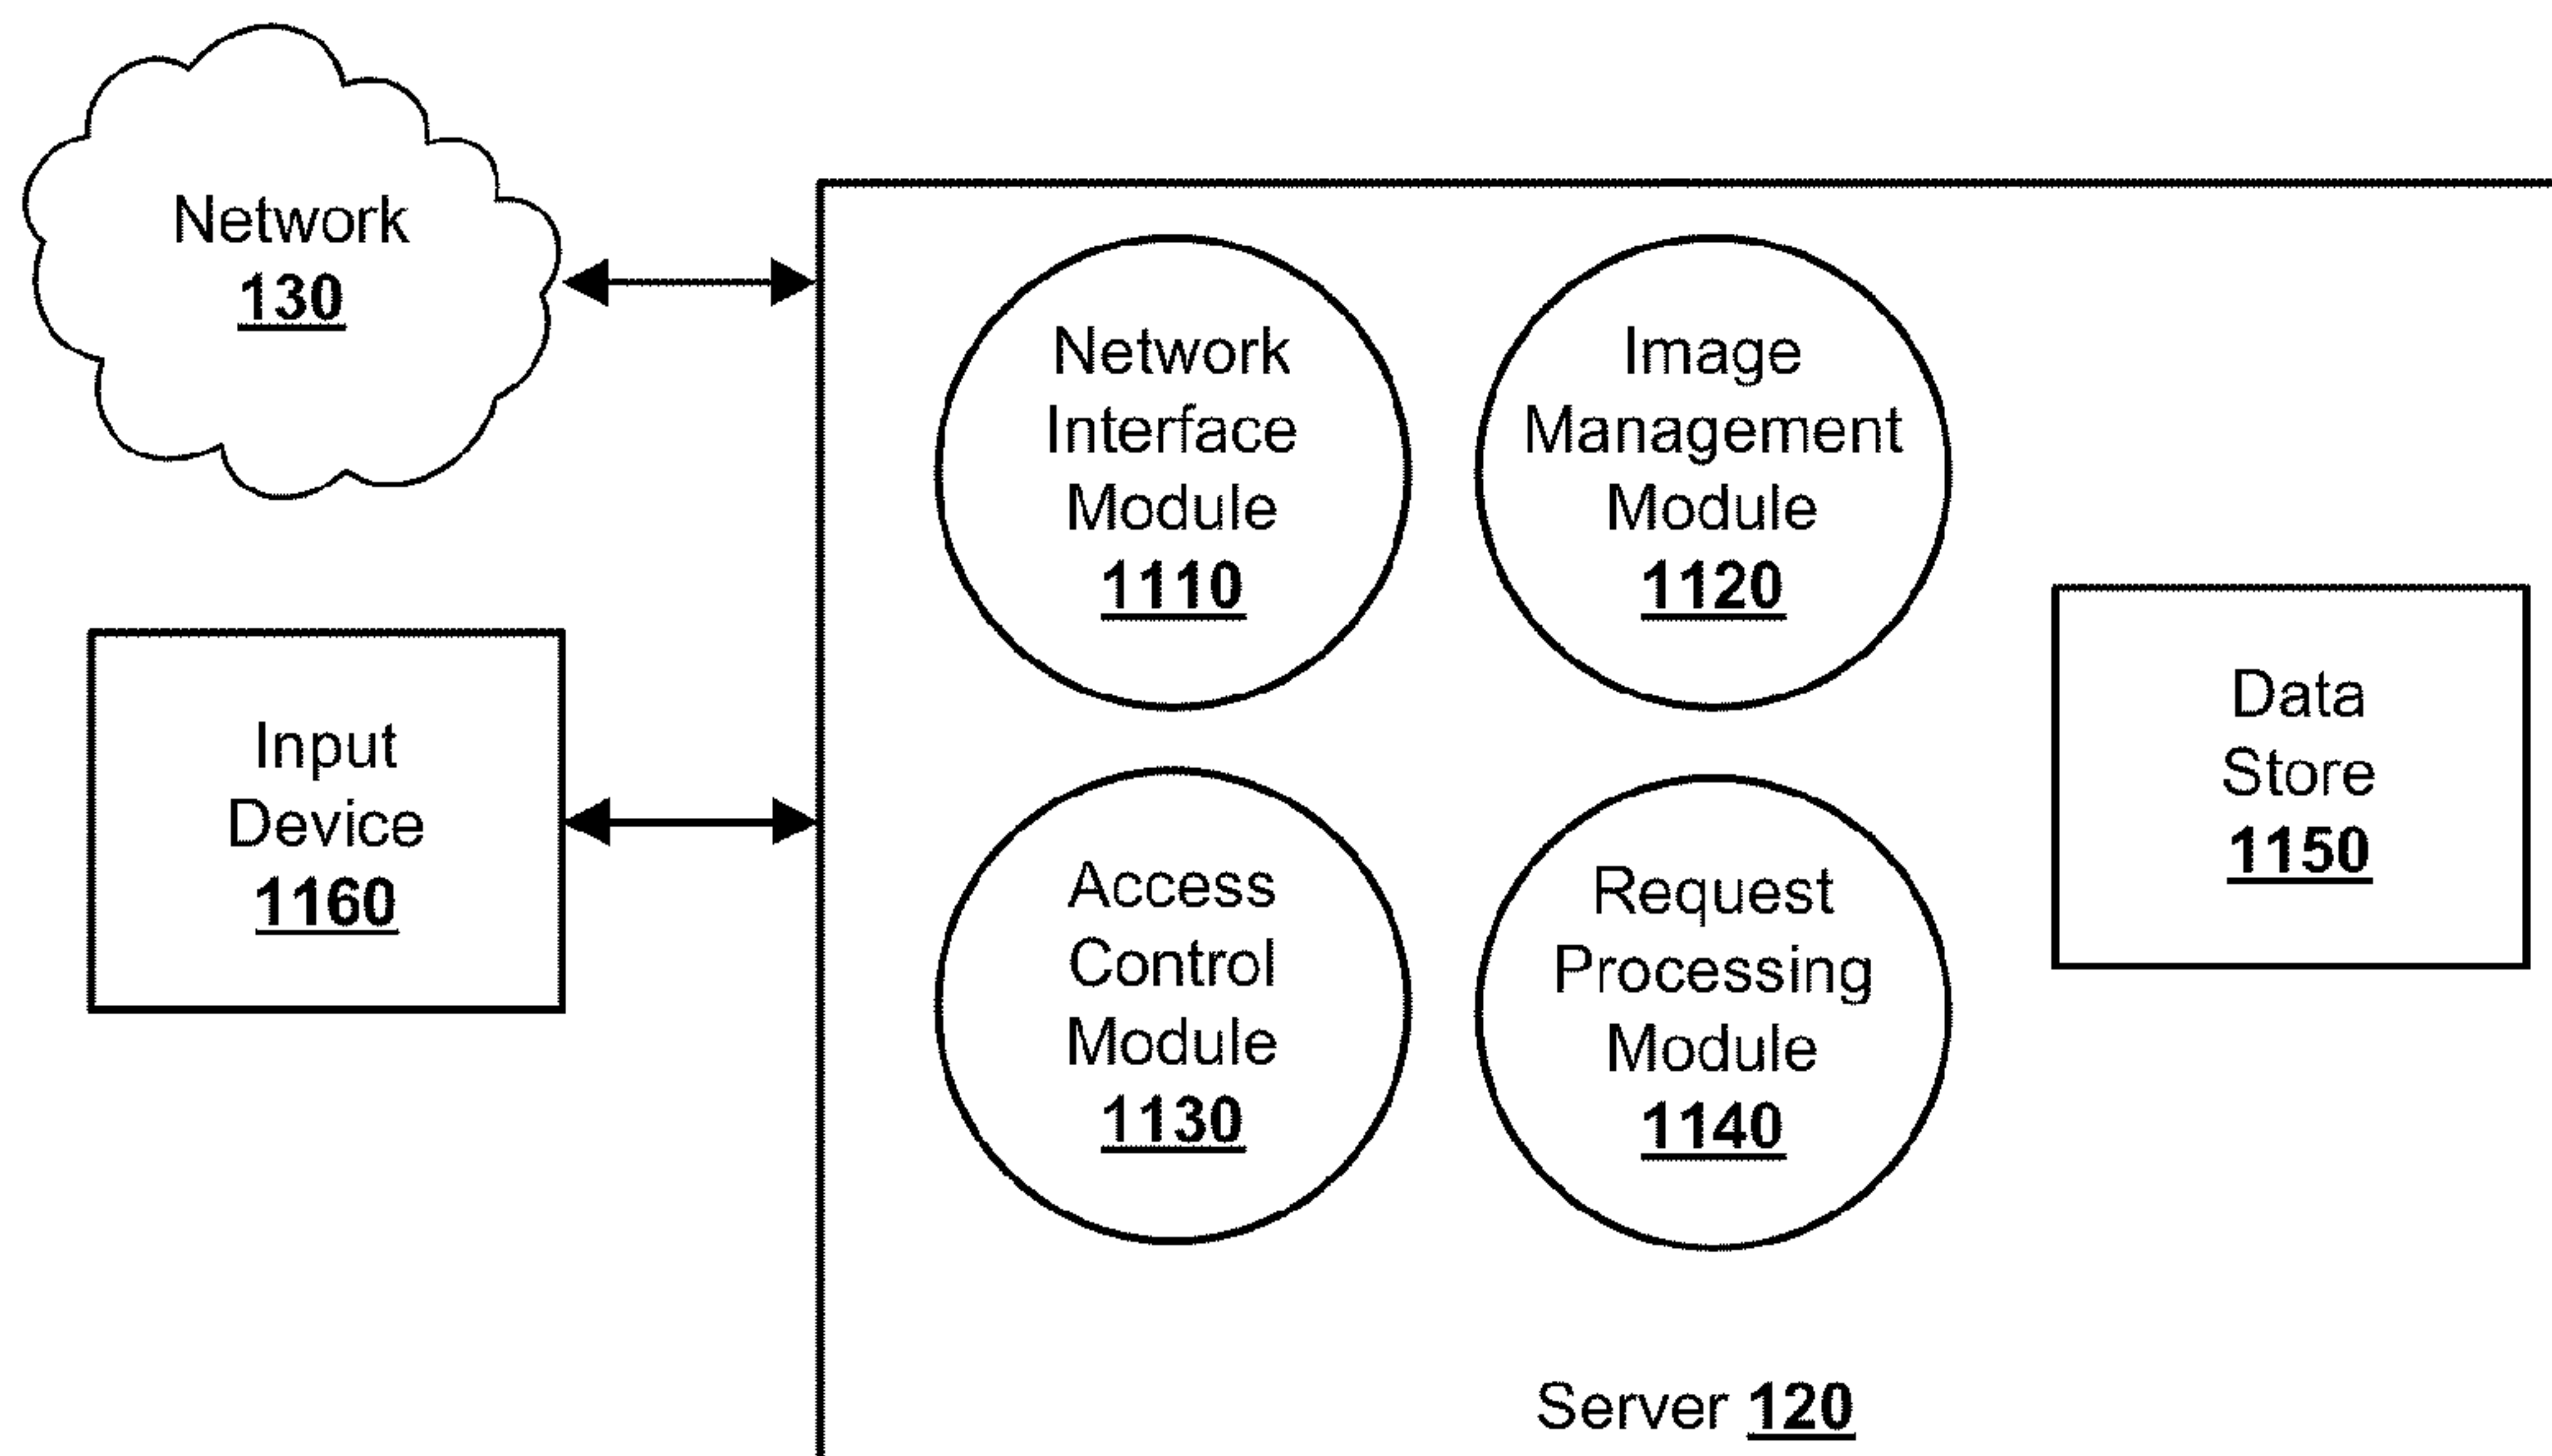 Network
130
Input
Device
1160
Network
Interface
Module
1110
Image
Management
Module
1120
Access
Control
Module
1130
Request
Processing
Module
1140
Data
Store
1150
Server 120